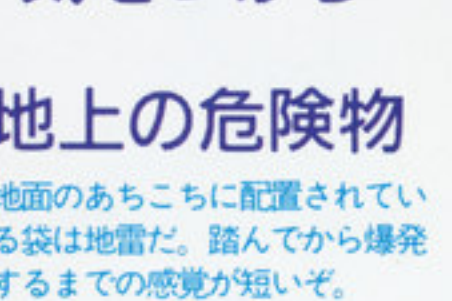 地上の危険物
地面のあちこちに配置されてい
る袋は地雷だ。踏んでから爆発
するまでの感覚が短いぞ。